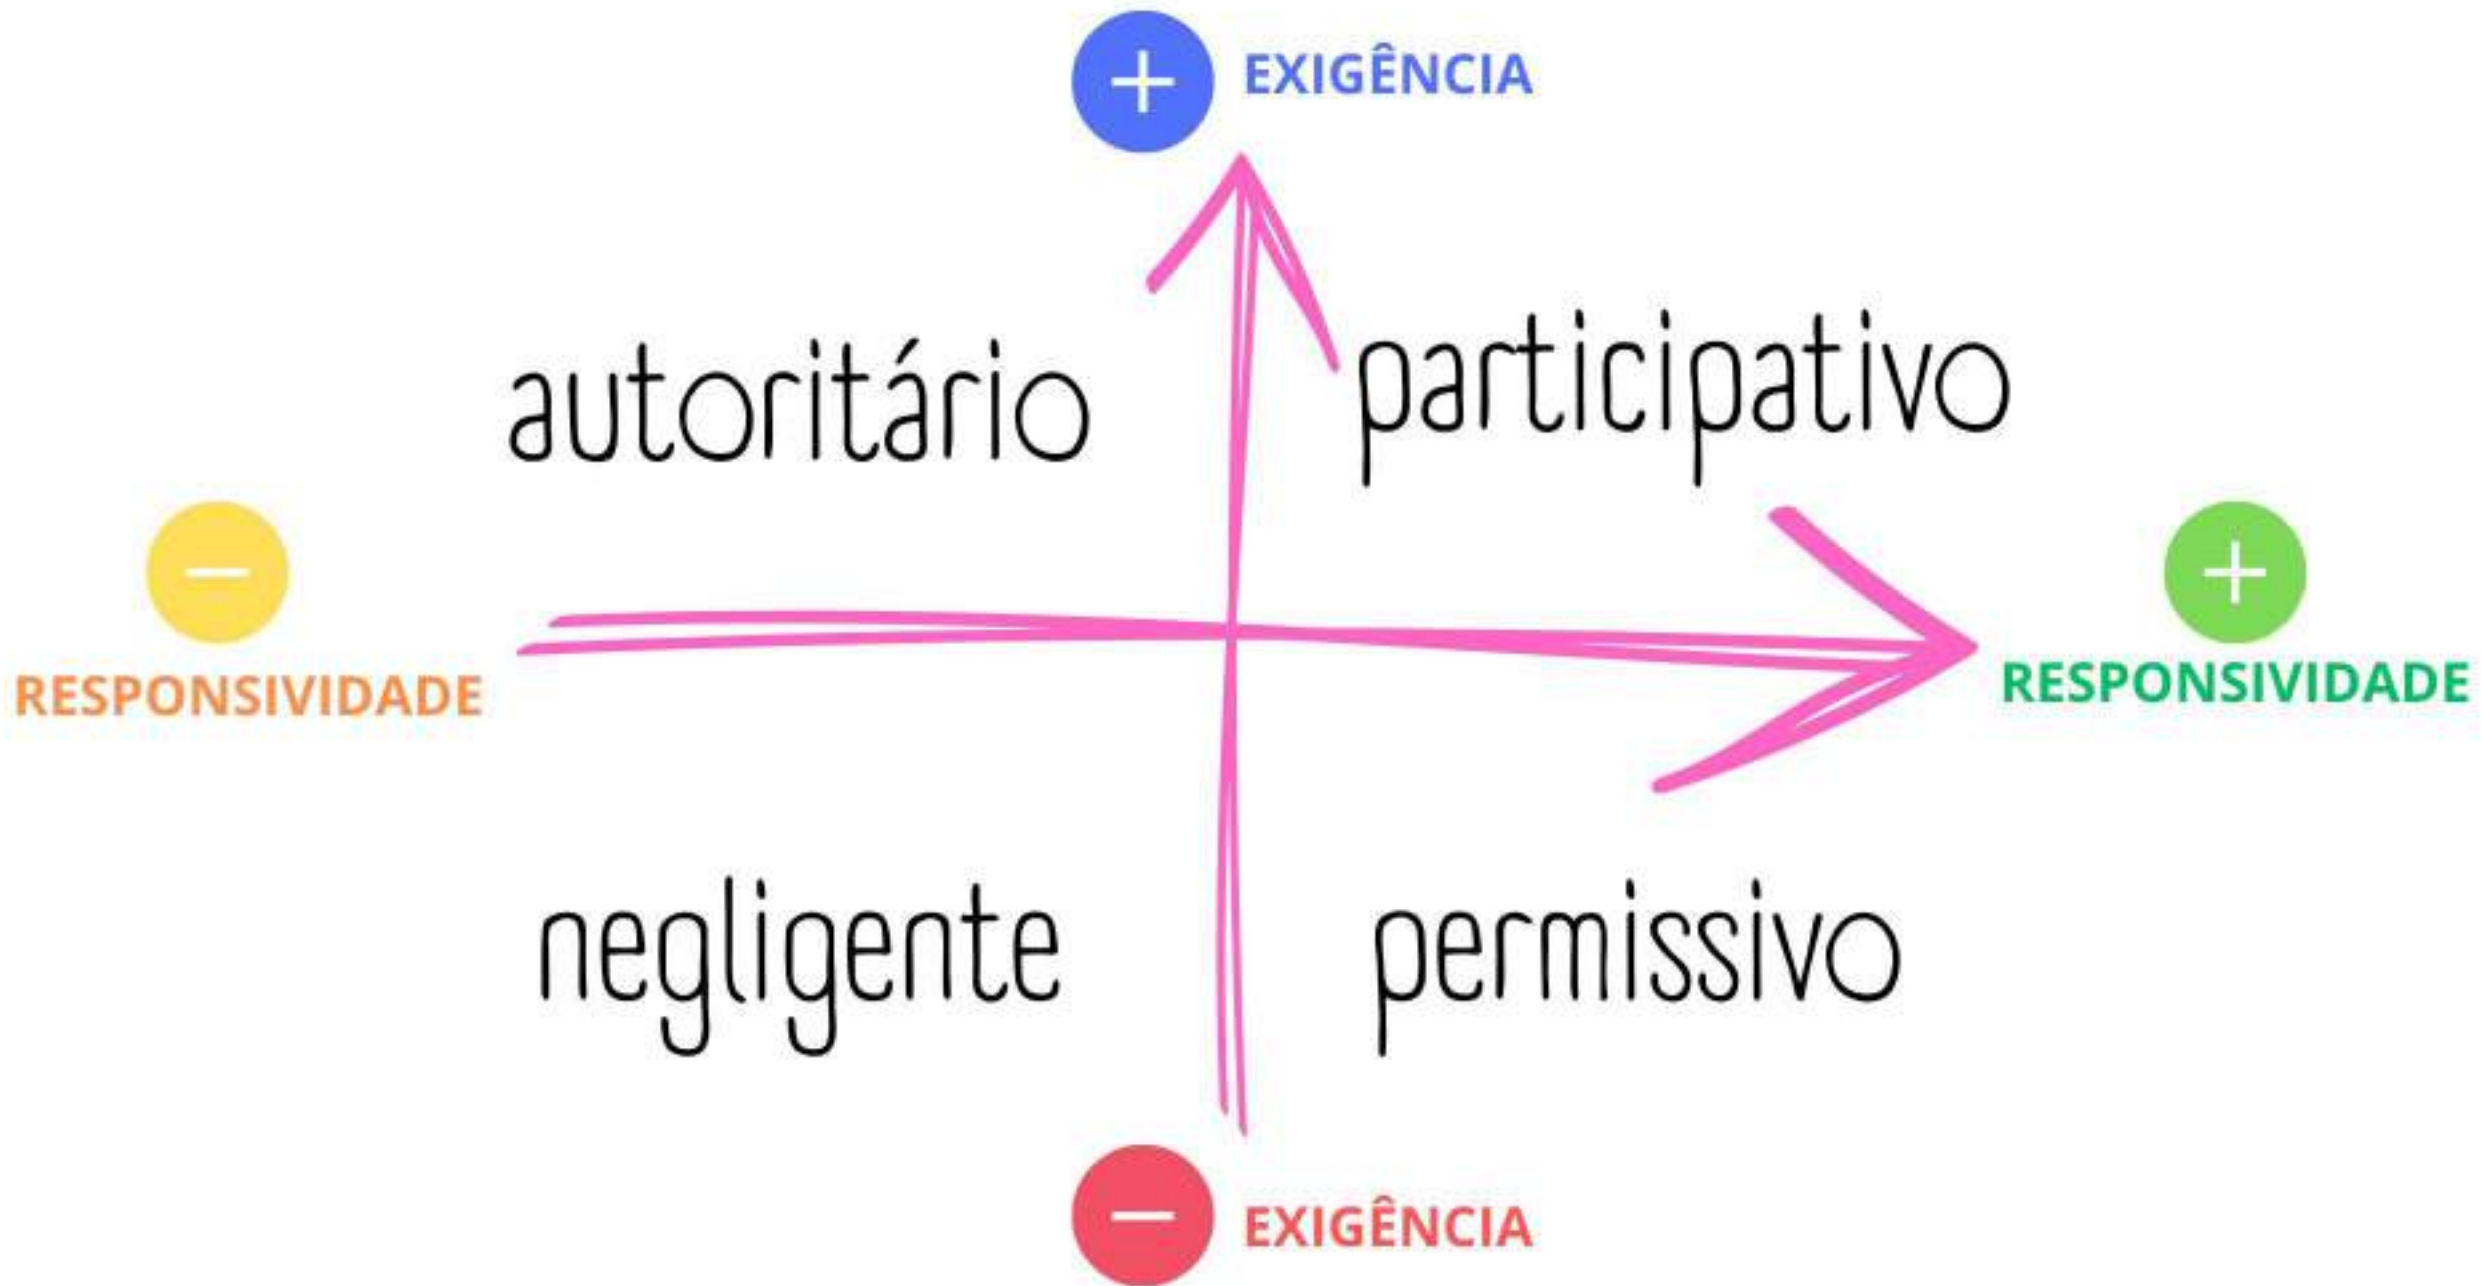 + EXIGÊNCIA
autoritário
participativo
−
+
RESPONSIVIDADE
RESPONSIVIDADE
negligente
permissivo
− EXIGÊNCIA